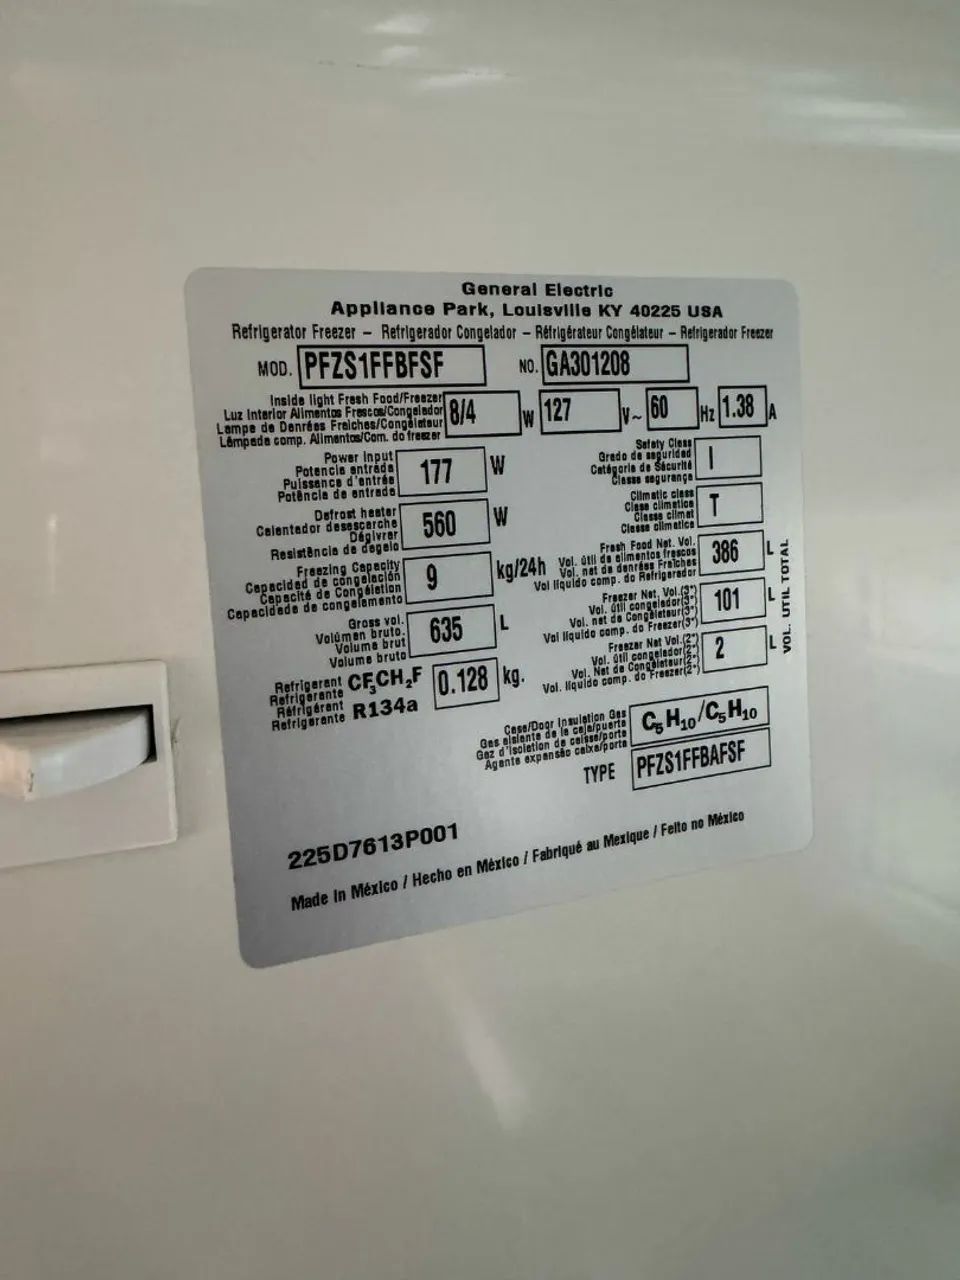 General Electric
Appliance Park, Louisville KY 40225 USA
Refrigerator Freezer – Refrigerador Congelador – Réfrigérateur Congélateur – Refrigerador Freezer
MOD. PFZS1FFBFSF NO. GA301208
Inside light Fresh Food/Freezer
Luz Interior Alimentos Frescos/Congelador
Lampe de Denrées Fraiches/Congélateur
Lâmpada comp. Alimentos/Com. do freezer
8/4 W 127 V~ 60 Hz 1.38 A
Power Input
Potencia entrada
Puissance d'entrée
Potência de entrada
177 W
Safety Class
Grado de seguridad
Catégorie de Sécurité
Classe segurança
I
Defrost heater
Calentador desescarche
Dégivrer
Resistência de degelo
560 W
Climatic class
Clase climatica
Classe climat
Classe climatica
T
Freezing Capacity
Capacidad de congelación
Capacité de Congélation
Capacidade de congelamento
9 kg/24h
Fresh Food Net. Vol.
Vol. útil de alimentos frescos
Vol. net de denrées Fraîches
Vol líquido comp. do Refrigerador
386 L
Gross vol.
Volúmen bruto.
Volume brut
Volume bruto
635 L
Freezer Net. Vol.(3*)
Vol. útil congelador(3*)
Vol. net de Congélateur(3*)
Vol líquido comp. do Freezer(3*)
101 L
Freezer Net Vol.(2*)
Vol. útil congelador(2*)
Vol. Net de Congélateur(2*)
Vol. líquido comp. do Freezer(2*)
2 L
VOL. UTIL TOTAL
Refrigerant
Refrigerante
Réfrigérant
Refrigerante
CF₃CH₂F
R134a
0.128 kg.
Case/Door Insulation Gas
Gas aislante de la caja/puerta
Gaz d'isolation de caisse/porte
Agente expansão caixa/porta
C₅H₁₀/C₅H₁₀
TYPE PFZS1FFBAFSF
225D7613P001
Made in México / Hecho en México / Fabriqué au Mexique / Feito no México